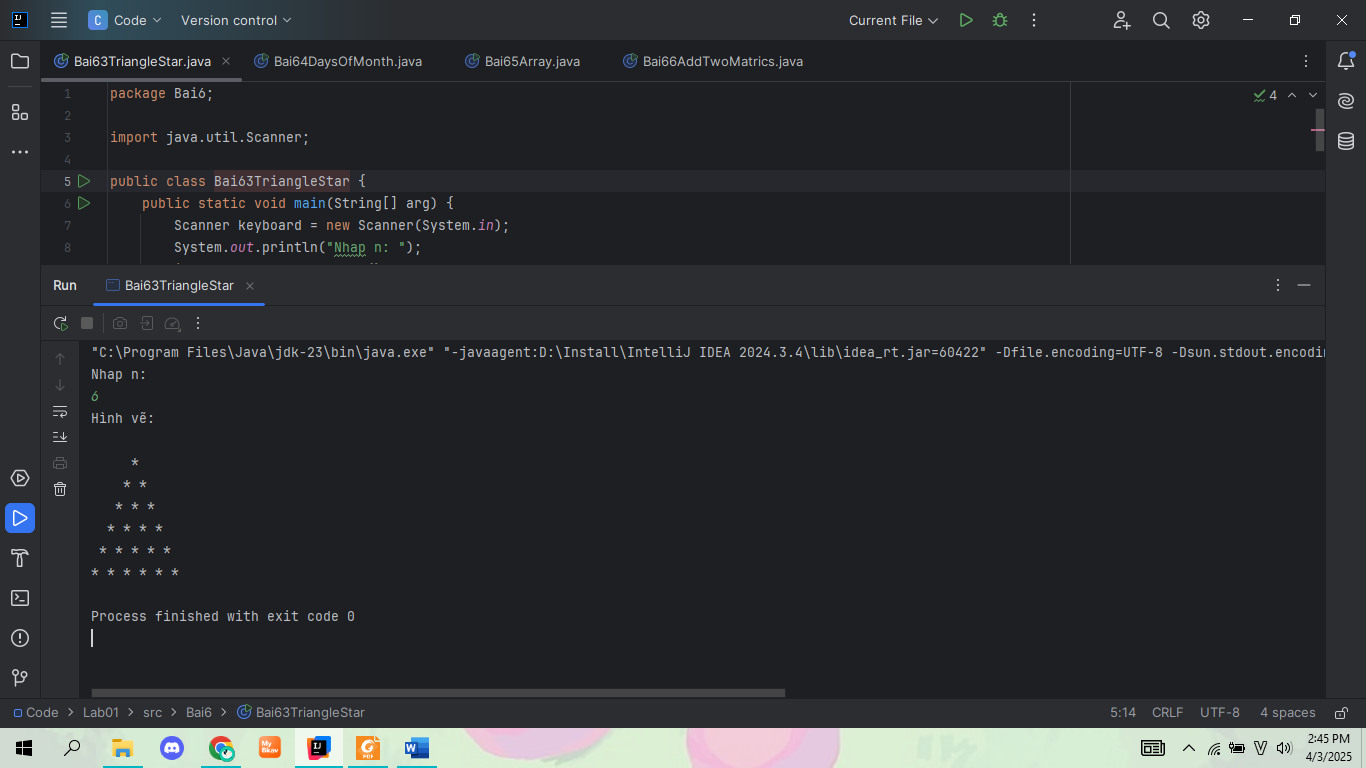 C Code Version control Current File
Bai63TriangleStar.java Bai64DaysOfMonth.java Bai65Array.java Bai66AddTwoMatrics.java
1 package Bai6;
4
2
3 import java.util.Scanner;
4
5 public class Bai63TriangleStar {
6 public static void main(String[] arg) {
7 Scanner keyboard = new Scanner(System.in);
8 System.out.println("Nhap n: ");
Run Bai63TriangleStar
"C:\Program Files\Java\jdk-23\bin\java.exe" "-javaagent:D:\Install\IntelliJ IDEA 2024.3.4\lib\idea_rt.jar=60422" -Dfile.encoding=UTF-8
Nhap n:
6
Hình vẽ:
*
* *
* * *
* * * *
* * * * *
* * * * * *
Process finished with exit code 0
Code > Lab01 > src > Bai6 > Bai63TriangleStar 5:14 CRLF UTF-8 4 spaces
My Bkav
PDF
2:45 PM
4/3/2025